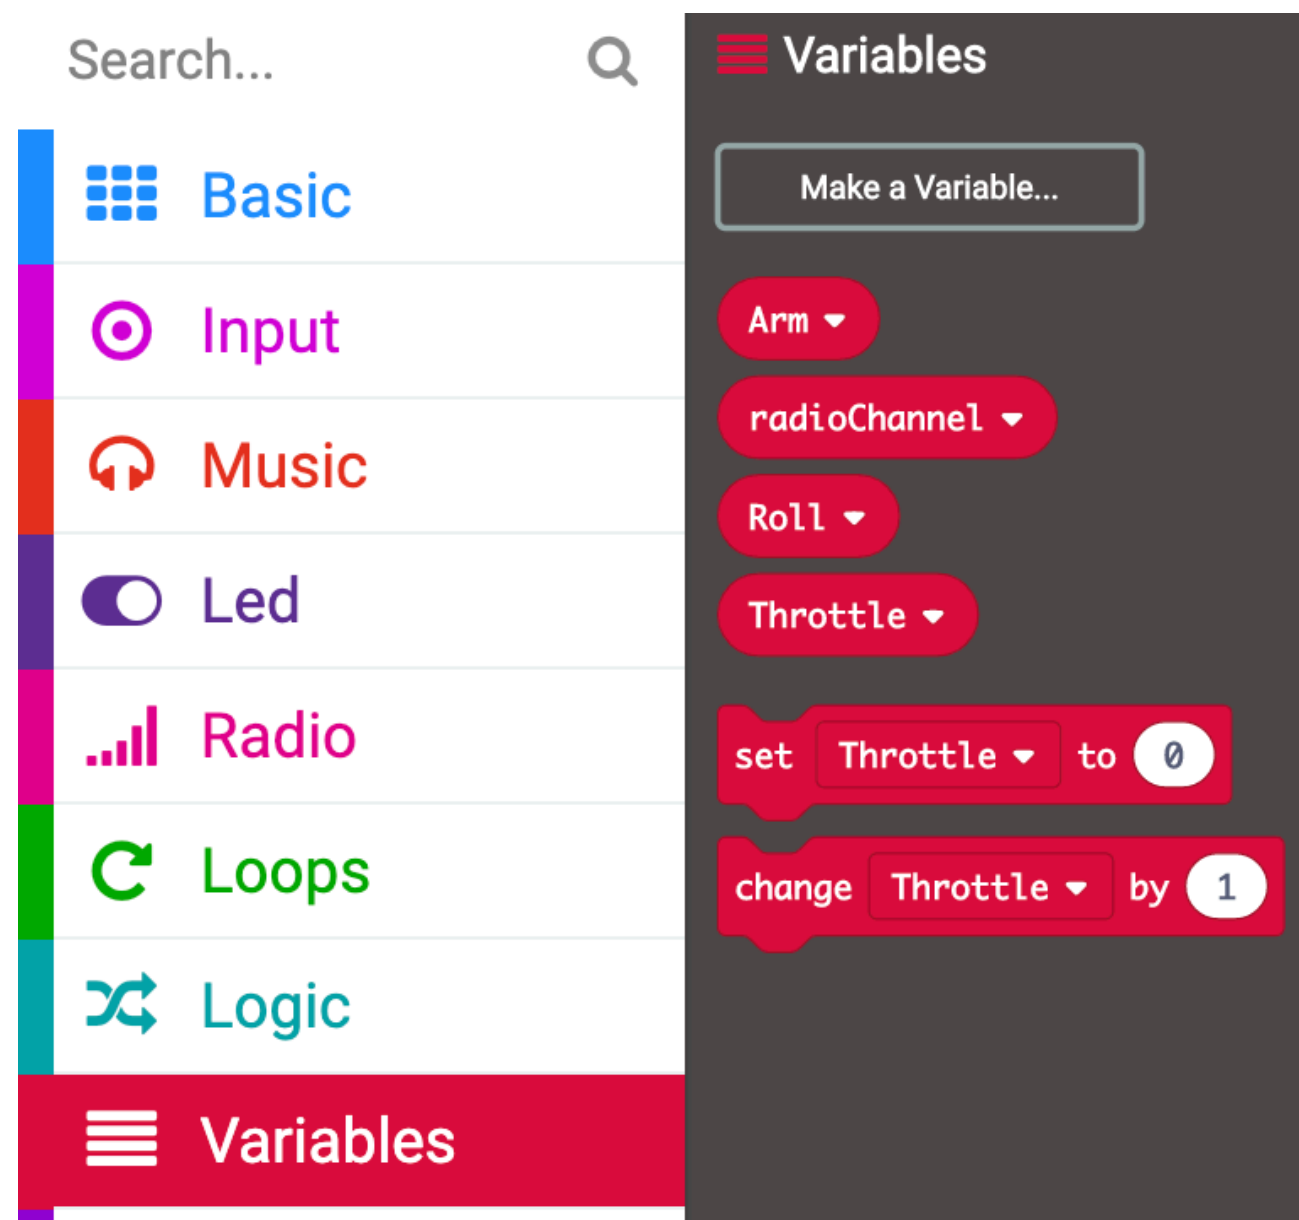 Search...
Basic
Input
Music
Led
Radio
Loops
Logic
Variables
Variables
Make a Variable...
Arm
radioChannel
Roll
Throttle
set Throttle to 0
change Throttle by 1